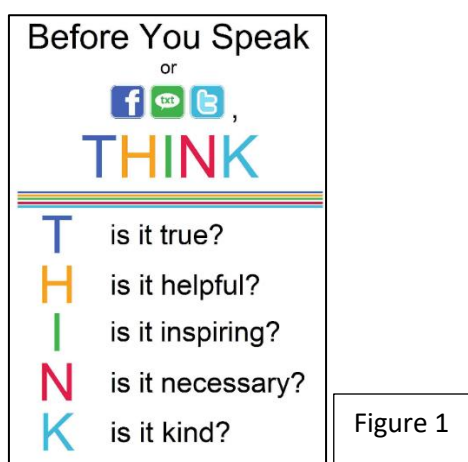 Before You Speak
or
f txt t ,
THINK
T is it true?
H is it helpful?
I is it inspiring?
N is it necessary?
K is it kind?
Figure 1